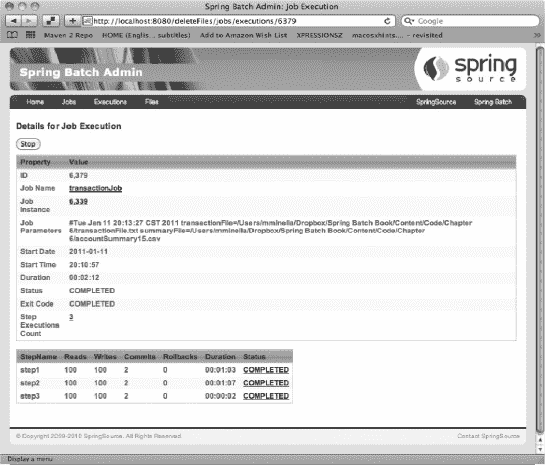 Spring Batch Admin: Job Execution
http://localhost:8080/deleteFiles/jobs/executions/6379
Google
Maven 2 Repo HOME (Englis... subtitles) Add to Amazon Wish List XPRESSIONSZ macosxhints.... - revisited
Spring Batch Admin
spring
source
Home Jobs Executions Files SpringSource Spring Batch
Details for Job Execution
Stop
Property Value
ID 6,379
Job Name transactionJob
Job Instance 6,339
Job Parameters #Tue Jan 11 20:13:27 CST 2011 transactionFile=/Users/mminella/Dropbox/Spring Batch Book/Content/Code/Chapter
6/transactionFile.txt summaryFile=/Users/mminella/Dropbox/Spring Batch Book/Content/Code/Chapter
6/accountSummary15.csv
Start Date 2011-01-11
Start Time 20:10:57
Duration 00:02:12
Status COMPLETED
Exit Code COMPLETED
Step Executions Count 3
StepName Reads Writes Commits Rollbacks Duration Status
step1 100 100 2 0 00:01:03 COMPLETED
step2 100 100 2 0 00:01:07 COMPLETED
step3 100 100 2 0 00:00:02 COMPLETED
© Copyright 2009-2010 SpringSource. All Rights Reserved. Contact SpringSource
Display a menu